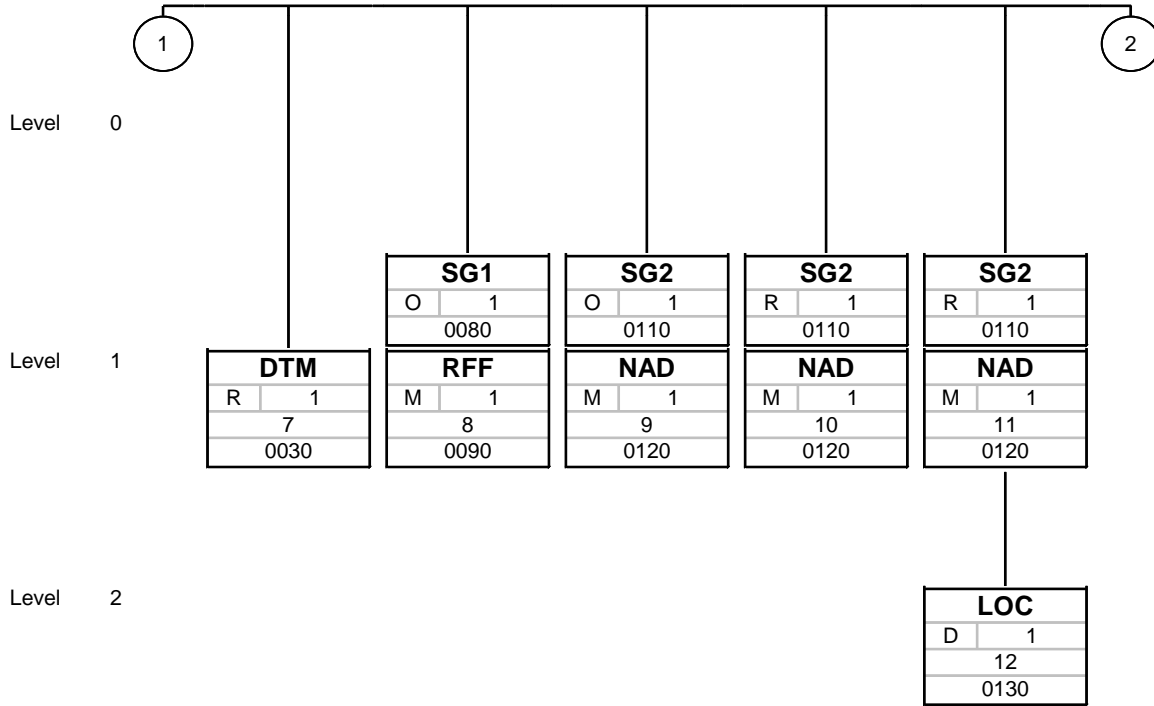 1 2
Level 0
SG1 SG2 SG2 SG2
O 1 O 1 R 1 R 1
0080 0110 0110 0110
Level 1
DTM RFF NAD NAD NAD
R 1 M 1 M 1 M 1 M 1
7 8 9 10 11
0030 0090 0120 0120 0120
Level 2
LOC
D 1
12
0130